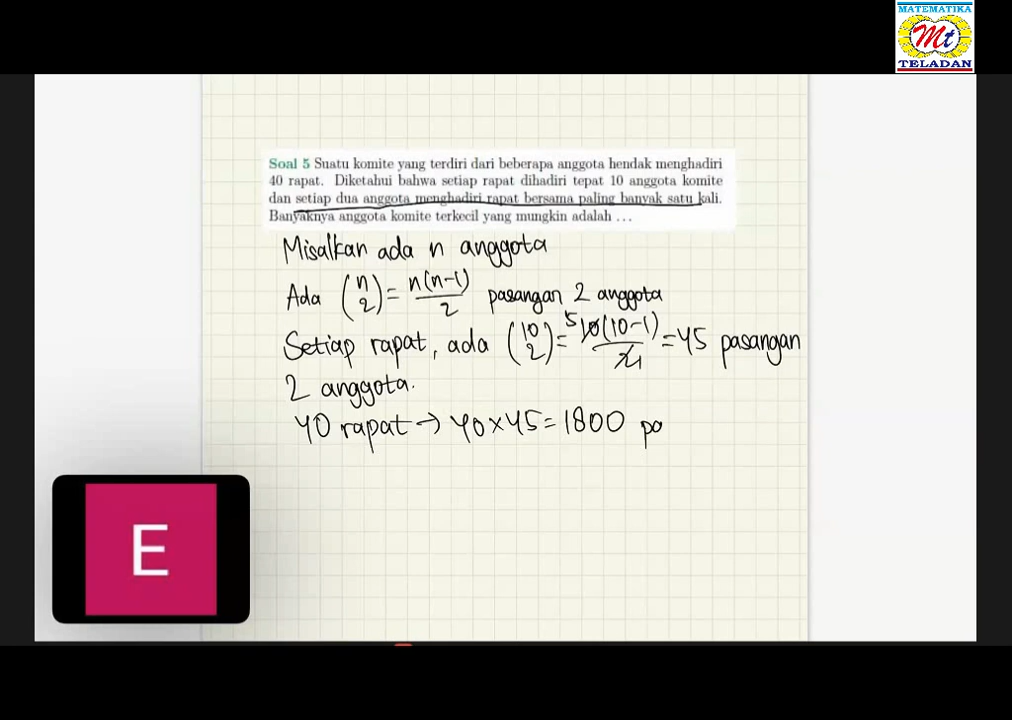 MATEMATIKA
Mt
TELADAN
Soal 5 Suatu komite yang terdiri dari beberapa anggota hendak menghadiri
40 rapat. Diketahui bahwa setiap rapat dihadiri tepat 10 anggota komite
dan setiap dua anggota menghadiri rapat bersama paling banyak satu kali.
Banyaknya anggota komite terkecil yang mungkin adalah ...
Misalkan ada n anggota
Ada (n 2) = n(n-1)/2 pasangan 2 anggota
Setiap rapat, ada (10 2) = 5 10(10-1)/2 1 = 45 pasangan
2 anggota.
40 rapat → 40×45=1800 pa
E